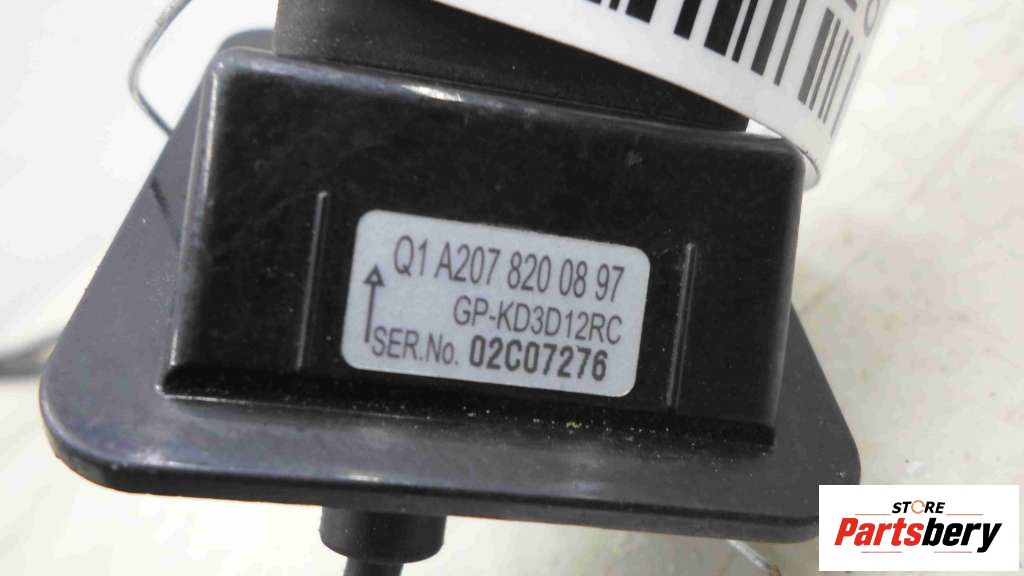 Q1 A207 820 08 97
GP-KD3D12RC
SER.No. 02C07276
STORE
Partsbery